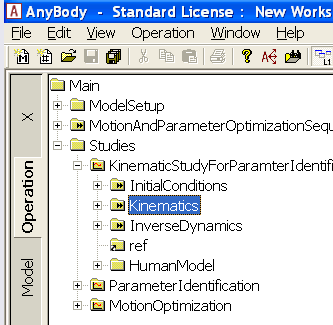 AnyBody - Standard License : New Works
File Edit View Operation Window Help
Main
ModelSetup
MotionAndParameterOptimizationSequ
Studies
KinematicStudyForParamterIdentifi
InitialConditions
Kinematics
InverseDynamics
ref
HumanModel
ParameterIdentification
MotionOptimization
X
Operation
Model